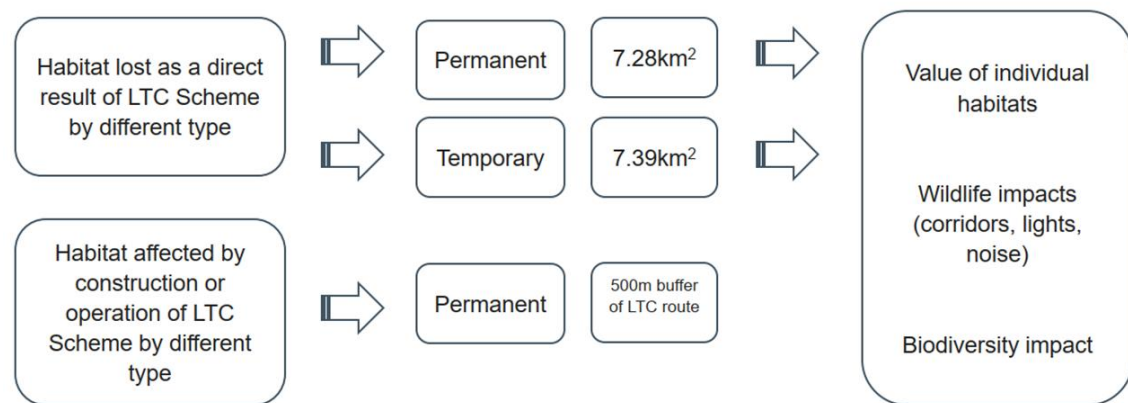 Habitat lost as a direct
result of LTC Scheme
by different type
Permanent
7.28km²
Temporary
7.39km²
Habitat affected by
construction or
operation of LTC
Scheme by different
type
Permanent
500m buffer
of LTC route
Value of individual
habitats
Wildlife impacts
(corridors, lights,
noise)
Biodiversity impact